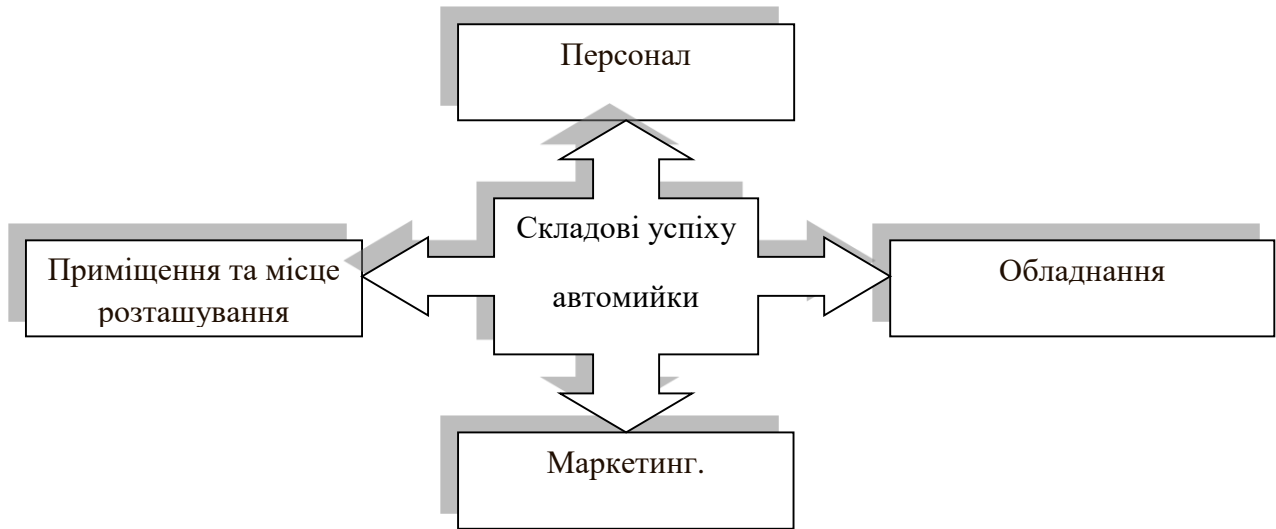 Персонал
Складові успіху
автомийки
Приміщення та місце
розташування
Обладнання
Маркетинг.